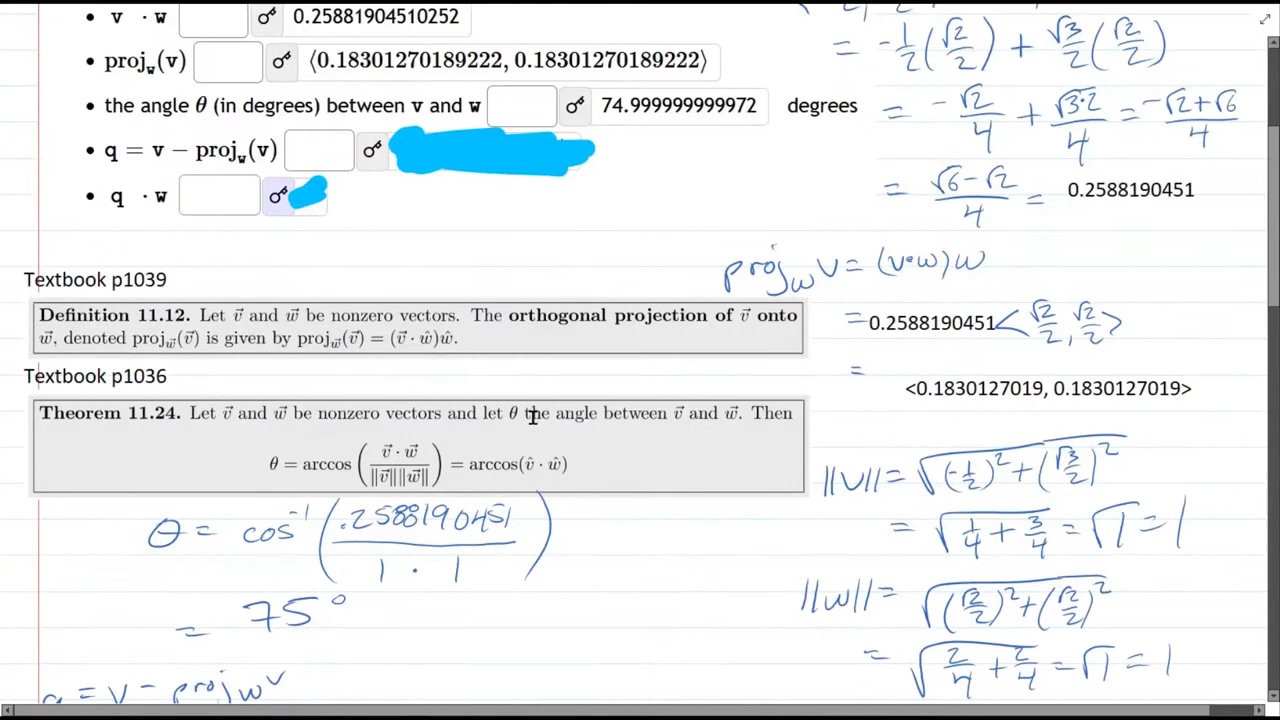 • v · w 0.25881904510252
• proj_w(v) ⟨0.18301270189222, 0.18301270189222⟩
• the angle θ (in degrees) between v and w 74.999999999972 degrees
• q = v − proj_w(v)
• q · w
= -1/2(√2/2) + √3/2(√2/2)
= -√2/4 + √3·2/4 = -√2+√6/4
= √6-√2/4 = 0.2588190451
proj_w v = (v•w)w
= 0.2588190451<√2/2, √2/2>
= <0.1830127019, 0.1830127019>
Textbook p1039
Definition 11.12. Let v⃗ and w⃗ be nonzero vectors. The orthogonal projection of v⃗ onto
w⃗, denoted proj_w⃗(v⃗) is given by proj_w⃗(v⃗) = (v⃗ · ŵ)ŵ.
Textbook p1036
Theorem 11.24. Let v⃗ and w⃗ be nonzero vectors and let θ the angle between v⃗ and w⃗. Then
θ = arccos(v⃗ · w⃗/‖v⃗‖‖w⃗‖) = arccos(v̂ · ŵ)
θ = cos⁻¹(.2588190451/1 · 1)
= 75°
q = v - proj_w v
||v|| = √(-1/2)² + (√3/2)²
= √1/4 + 3/4 = √1 = 1
||w|| = √(√2/2)² + (√2/2)²
= √2/4 + 2/4 = √1 = 1